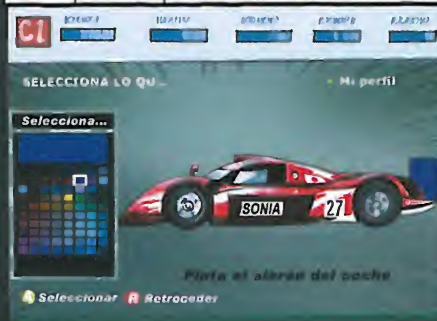 C1
SELECCIONA LO QU...
Mi perfil
Selecciona...
SONIA
27
Pinta el alerón del coche
A Seleccionar B Retroceder